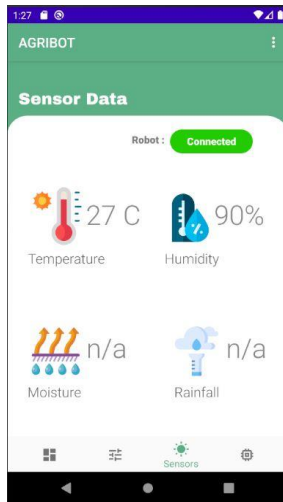 1:27
AGRIBOT
Sensor Data
Robot : Connected
27 C 90%
Temperature Humidity
n/a n/a
Moisture Rainfall
Sensors